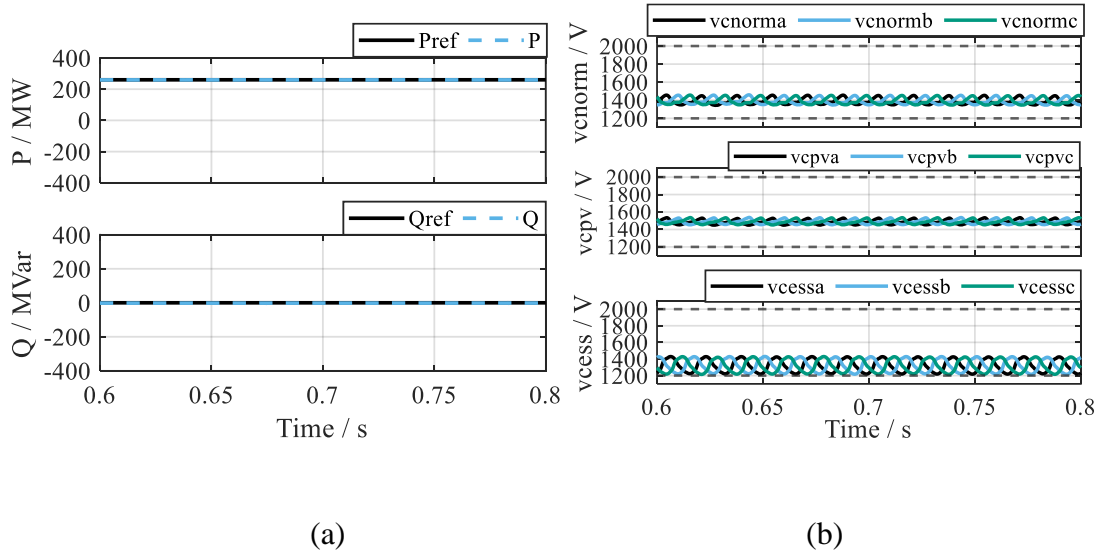 Pref P
400
200
0
-200
-400
P / MW
Qref Q
400
200
0
-200
-400
Q / MVar
0.6 0.65 0.7 0.75 0.8
Time / s
(a)
vcnorma vcnormb vcnormc
2000
1800
1600
1400
1200
vcnorm / V
vcpva vcpvb vcpvc
2000
1800
1600
1400
1200
vcpv / V
vcessa vcessb vcessc
2000
1800
1600
1400
1200
vcess / V
0.6 0.65 0.7 0.75 0.8
Time / s
(b)